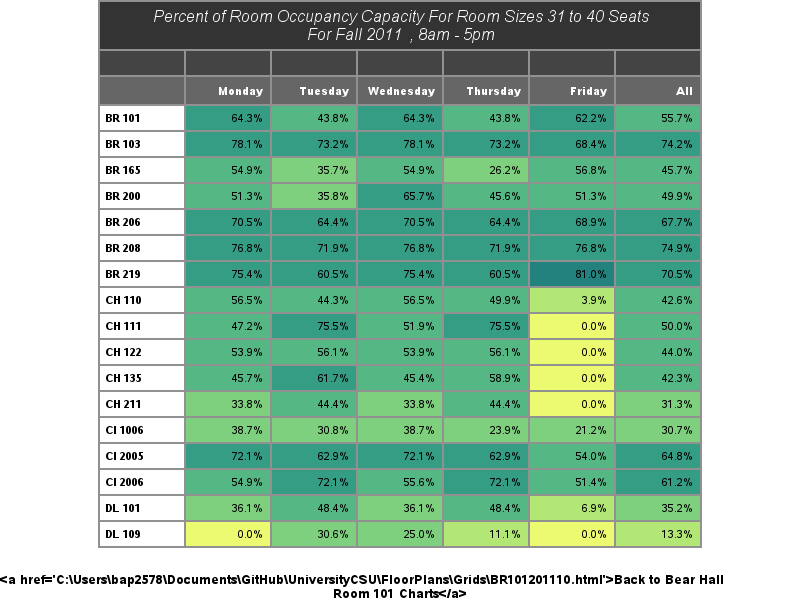 Percent of Room Occupancy Capacity For Room Sizes 31 to 40 Seats
For Fall 2011 , 8am - 5pm
Monday Tuesday Wednesday Thursday Friday All
BR 101 64.3% 43.8% 64.3% 43.8% 62.2% 55.7%
BR 103 78.1% 73.2% 78.1% 73.2% 68.4% 74.2%
BR 165 54.9% 35.7% 54.9% 26.2% 56.8% 45.7%
BR 200 51.3% 35.8% 65.7% 45.6% 51.3% 49.9%
BR 206 70.5% 64.4% 70.5% 64.4% 68.9% 67.7%
BR 208 76.8% 71.9% 76.8% 71.9% 76.8% 74.9%
BR 219 75.4% 60.5% 75.4% 60.5% 81.0% 70.5%
CH 110 56.5% 44.3% 56.5% 49.9% 3.9% 42.6%
CH 111 47.2% 75.5% 51.9% 75.5% 0.0% 50.0%
CH 122 53.9% 56.1% 53.9% 56.1% 0.0% 44.0%
CH 135 45.7% 61.7% 45.4% 58.9% 0.0% 42.3%
CH 211 33.8% 44.4% 33.8% 44.4% 0.0% 31.3%
CI 1006 38.7% 30.8% 38.7% 23.9% 21.2% 30.7%
CI 2005 72.1% 62.9% 72.1% 62.9% 54.0% 64.8%
CI 2006 54.9% 72.1% 55.6% 72.1% 51.4% 61.2%
DL 101 36.1% 48.4% 36.1% 48.4% 6.9% 35.2%
DL 109 0.0% 30.6% 25.0% 11.1% 0.0% 13.3%
<a href='C:\Users\bap2578\Documents\GitHub\UniversityCSU\FloorPlans\Grids\BR101201110.html'>Back to Bear Hall
Room 101 Charts</a>